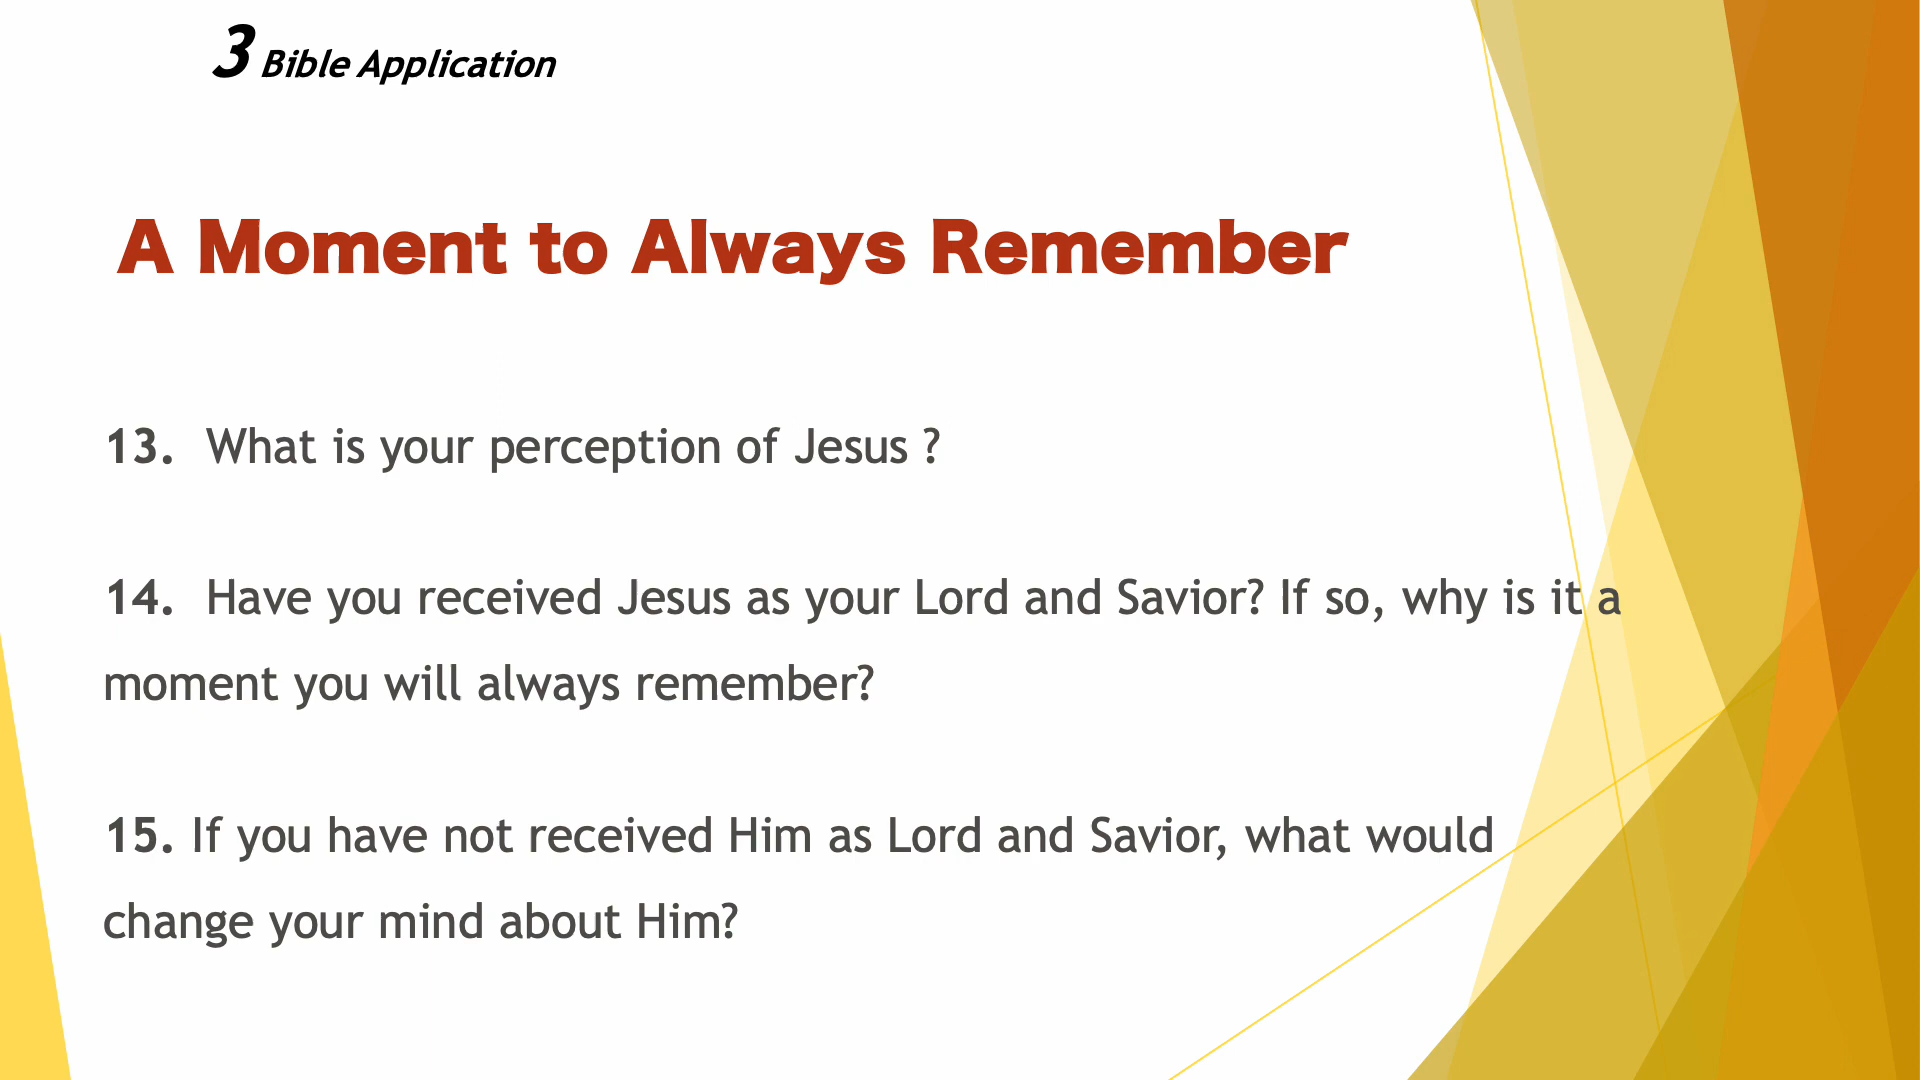 3 Bible Application
A Moment to Always Remember
13. What is your perception of Jesus ?
14. Have you received Jesus as your Lord and Savior? If so, why is it a
moment you will always remember?
15. If you have not received Him as Lord and Savior, what would
change your mind about Him?